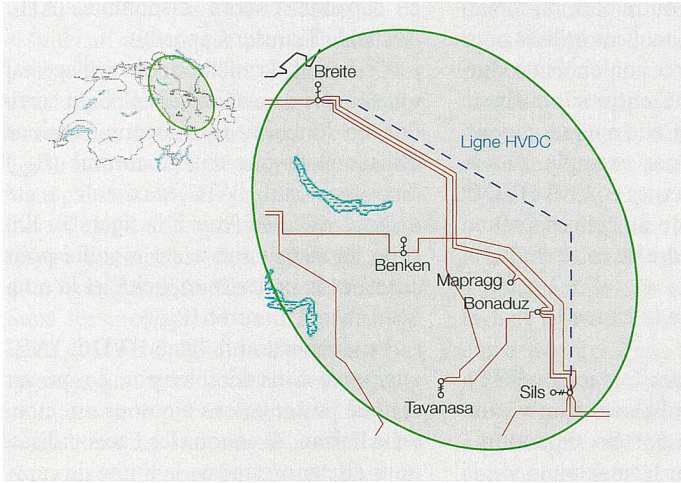 Breite
Ligne HVDC
Benken
Mapragg
Bonaduz
Sils
Tavanasa